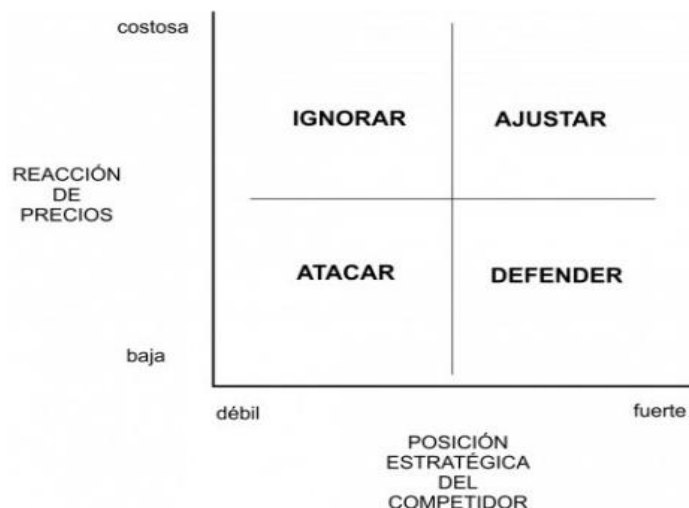 costosa
IGNORAR
AJUSTAR
REACCIÓN
DE
PRECIOS
ATACAR
DEFENDER
baja
débil
fuerte
POSICIÓN
ESTRATÉGICA
DEL
COMPETIDOR